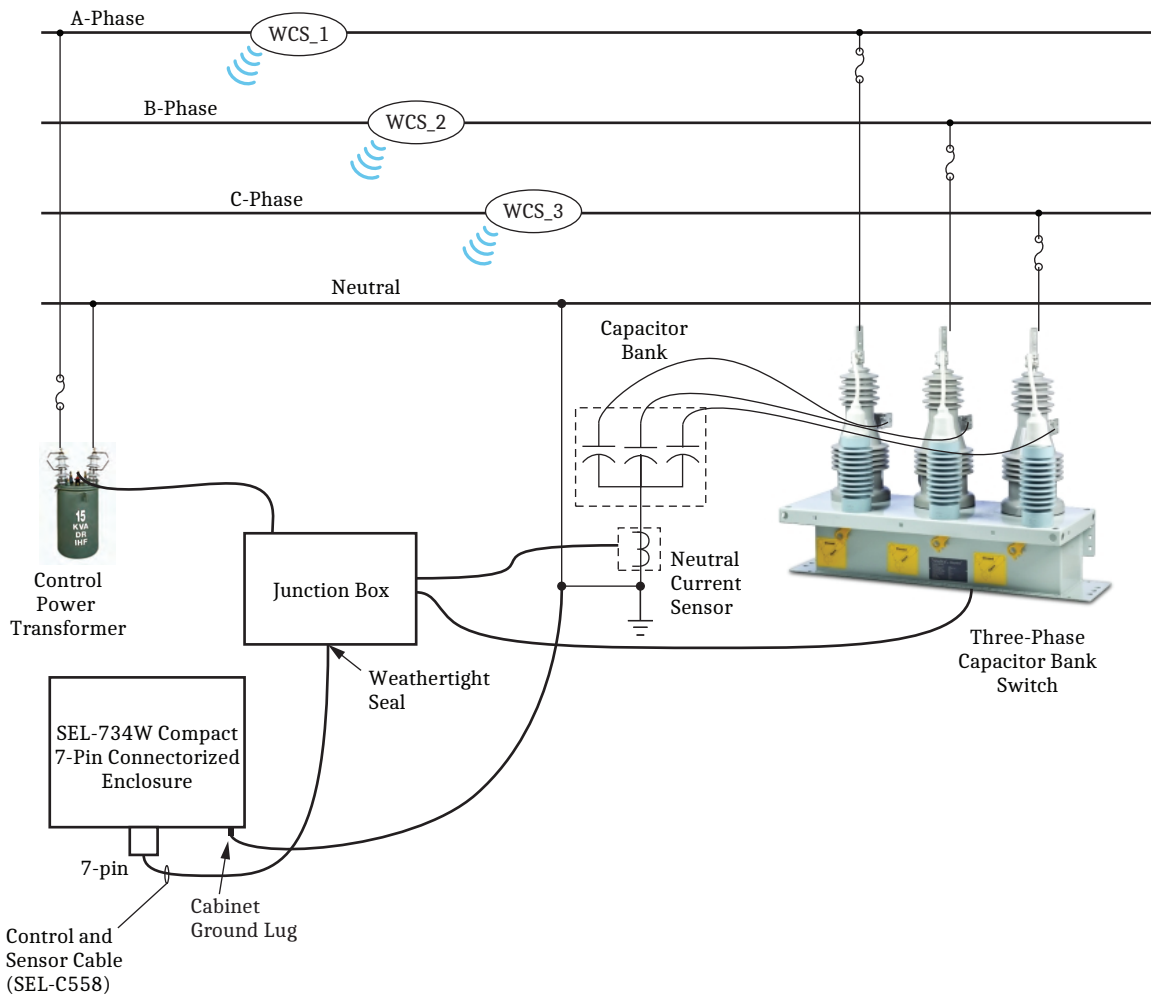 A-Phase
WCS_1
B-Phase
WCS_2
C-Phase
WCS_3
Neutral
Capacitor
Bank
15
KVA
DR
IHF
Control
Power
Transformer
Junction Box
Neutral
Current
Sensor
Three-Phase
Capacitor Bank
Switch
Weathertight
Seal
SEL-734W Compact
7-Pin Connectorized
Enclosure
7-pin
Cabinet
Ground Lug
Control and
Sensor Cable
(SEL-C558)